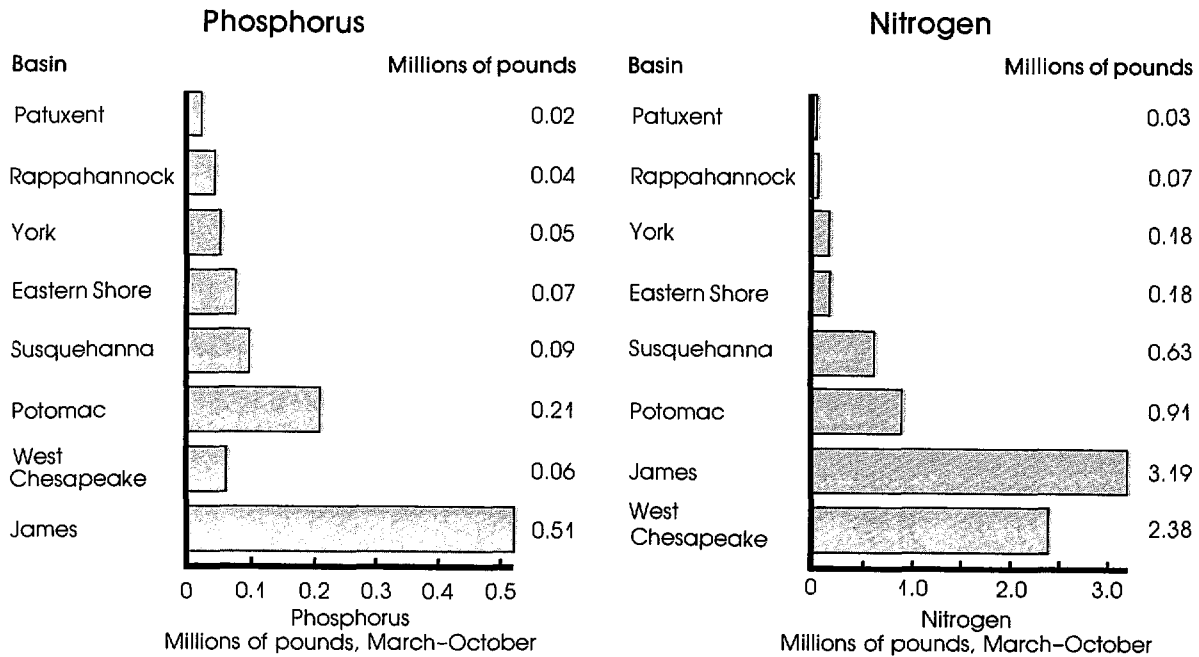 Phosphorus
Basin Millions of pounds
Patuxent 0.02
Rappahannock 0.04
York 0.05
Eastern Shore 0.07
Susquehanna 0.09
Potomac 0.21
West
Chesapeake 0.06
James 0.51
0 0.1 0.2 0.3 0.4 0.5
Phosphorus
Millions of pounds, March-October
Nitrogen
Basin Millions of pounds
Patuxent 0.03
Rappahannock 0.07
York 0.18
Eastern Shore 0.18
Susquehanna 0.63
Potomac 0.91
James 3.19
West
Chesapeake 2.38
0 1.0 2.0 3.0
Nitrogen
Millions of pounds, March-October